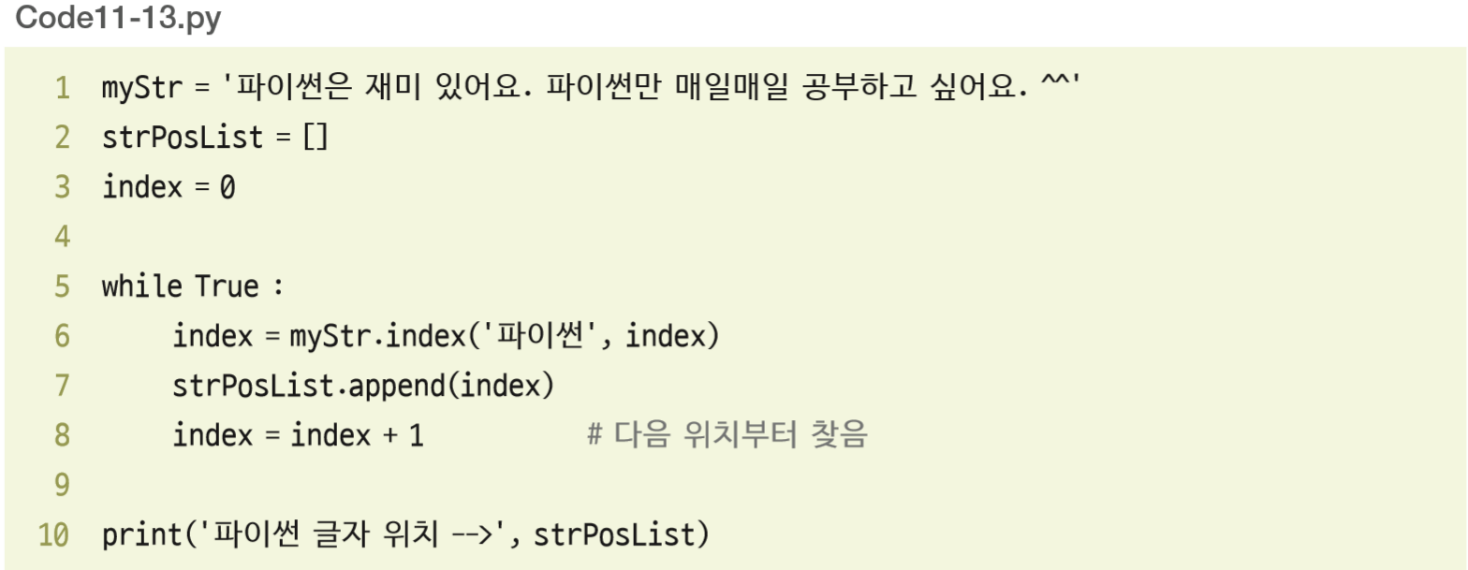 Code11-13.py
1 myStr = '파이썬은 재미 있어요. 파이썬만 매일매일 공부하고 싶어요. ^^'
2 strPosList = []
3 index = 0
4
5 while True :
6     index = myStr.index('파이썬', index)
7     strPosList.append(index)
8     index = index + 1          # 다음 위치부터 찾음
9
10 print('파이썬 글자 위치 -->', strPosList)